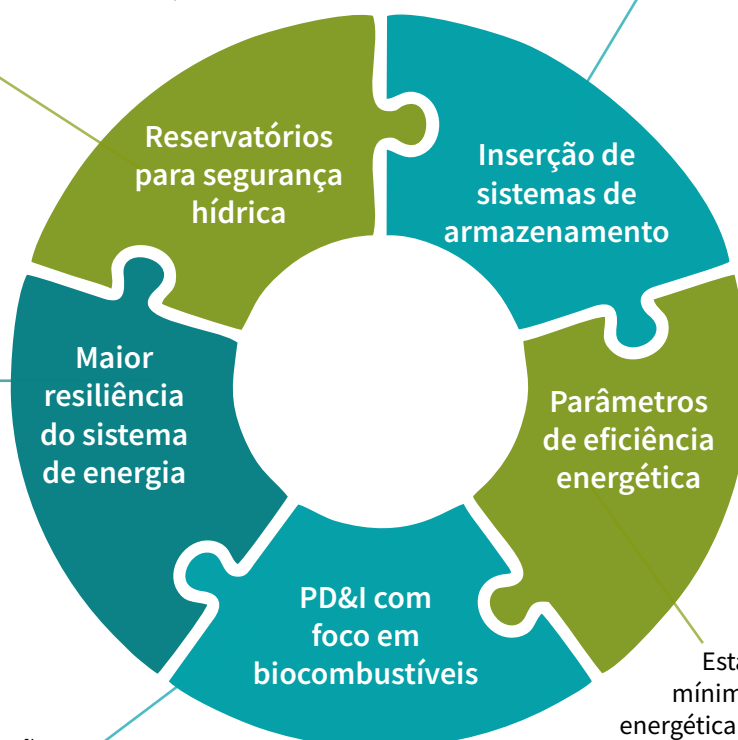 Reservatórios
para segurança
hídrica
Inserção de
sistemas de
armazenamento
Maior
resiliência
do sistema
de energia
Parâmetros
de eficiência
energética
PD&I com
foco em
biocombustíveis
energética